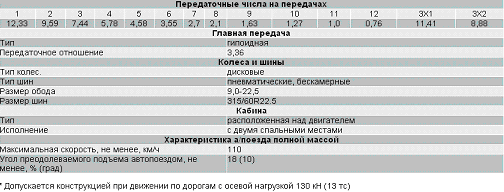 Передаточные числа на передачах
1 2 3 4 5 6 7 8 9 10 11 12 3X1 3X2
12,33 9,59 7,44 5,78 4,58 3,55 2,7 2,1 1,63 1,27 1,0 0,76 11,41 8,88
Главная передача
Тип гипоидная
Передаточное отношение 3,36
Колеса и шины
Тип колес. дисковые
Тип шин пневматические, бескамерные
Размер обода 9,0-22,5
Размер шин 315/60R22.5
Кабина
Тип расположенная над двигателем
Исполнение с двумя спальными местами
Характеристика а/поезда полной массой
Максимальная скорость, не менее, км/ч 110
Угол преодолеваемого подъема автопоездом, не 18 (10)
менее, % (град)
* Допускается конструкцией при движении по дорогам с осевой нагрузкой 130 кН (13 тс)